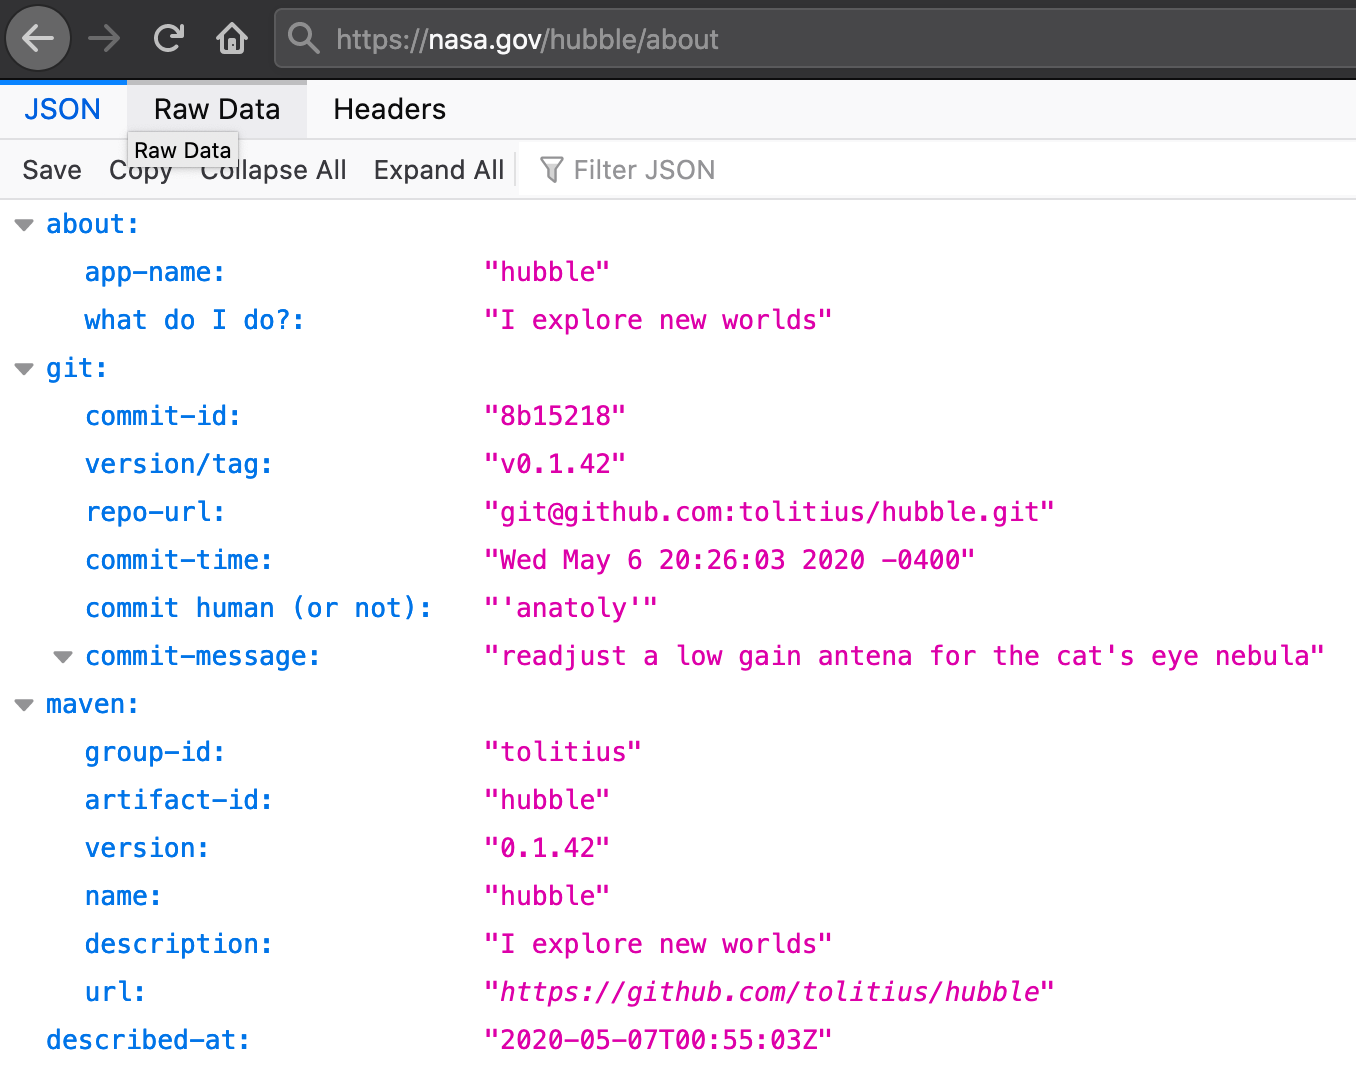 https://nasa.gov/hubble/about
JSON Raw Data Headers
Raw Data
Save Copy Collapse All Expand All Filter JSON
about:
app-name: "hubble"
what do I do?: "I explore new worlds"
git:
commit-id: "8b15218"
version/tag: "v0.1.42"
repo-url: "git@github.com:tolitius/hubble.git"
commit-time: "Wed May 6 20:26:03 2020 -0400"
commit human (or not): "'anatoly'"
commit-message: "readjust a low gain antena for the cat's eye nebula"
maven:
group-id: "tolitius"
artifact-id: "hubble"
version: "0.1.42"
name: "hubble"
description: "I explore new worlds"
url: "https://github.com/tolitius/hubble"
described-at: "2020-05-07T00:55:03Z"